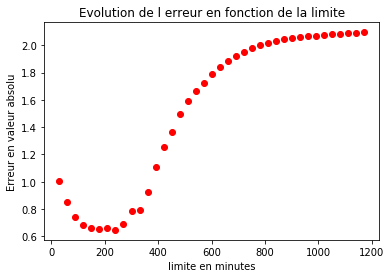 Evolution de l erreur en fonction de la limite
Erreur en valeur absolu
2.0
1.8
1.6
1.4
1.2
1.0
0.8
0.6
0 200 400 600 800 1000 1200
limite en minutes